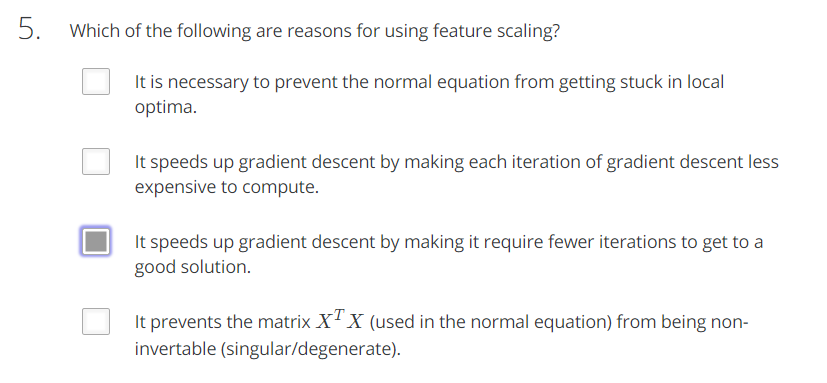 5. Which of the following are reasons for using feature scaling?
It is necessary to prevent the normal equation from getting stuck in local
optima.
It speeds up gradient descent by making each iteration of gradient descent less
expensive to compute.
It speeds up gradient descent by making it require fewer iterations to get to a
good solution.
It prevents the matrix X^T X (used in the normal equation) from being non-
invertable (singular/degenerate).